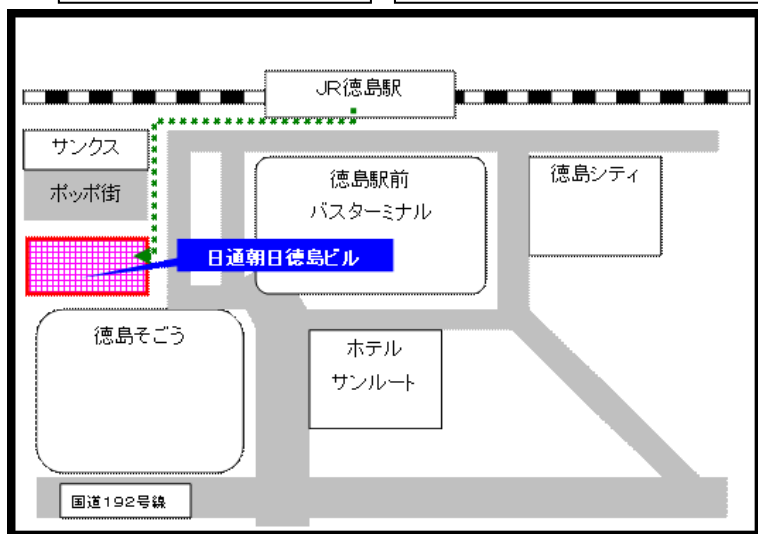 JR徳島駅
サンクス
ポッポ街
徳島駅前
バスターミナル
徳島シティ
日通朝日徳島ビル
徳島そごう
ホテル
サンルート
国道192号線